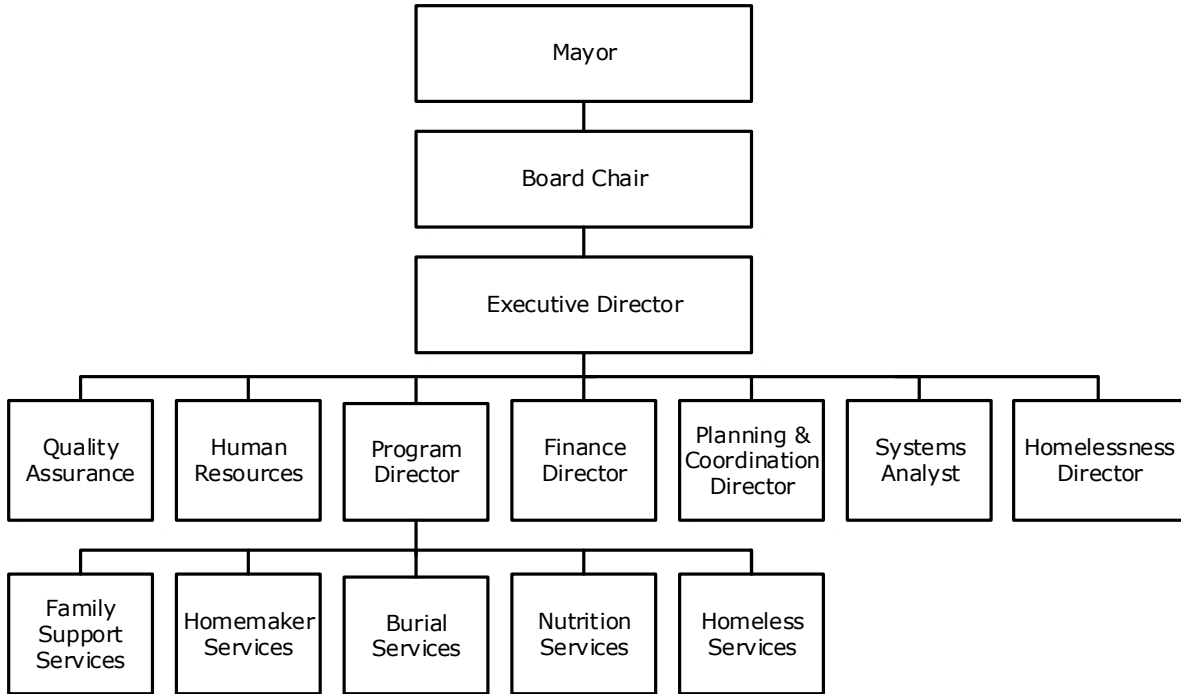 Mayor
Board Chair
Executive Director
Quality
Assurance
Human
Resources
Program
Director
Finance
Director
Planning &
Coordination
Director
Systems
Analyst
Homelessness
Director
Family
Support
Services
Homemaker
Services
Burial
Services
Nutrition
Services
Homeless
Services